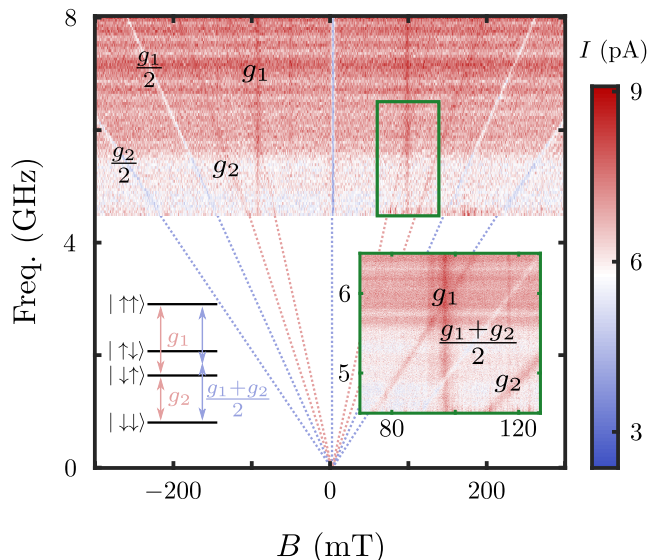 I (pA)
8
g₁/2
g₁
9
g₂/2
g₂
Freq. (GHz)
4
6
6
g₁
|↑↑⟩
g₁
(g₁+g₂)/2
|↑↓⟩
5
g₂
|↓↑⟩
g₂
(g₁+g₂)/2
80
120
|↓↓⟩
3
0
−200
0
200
B (mT)